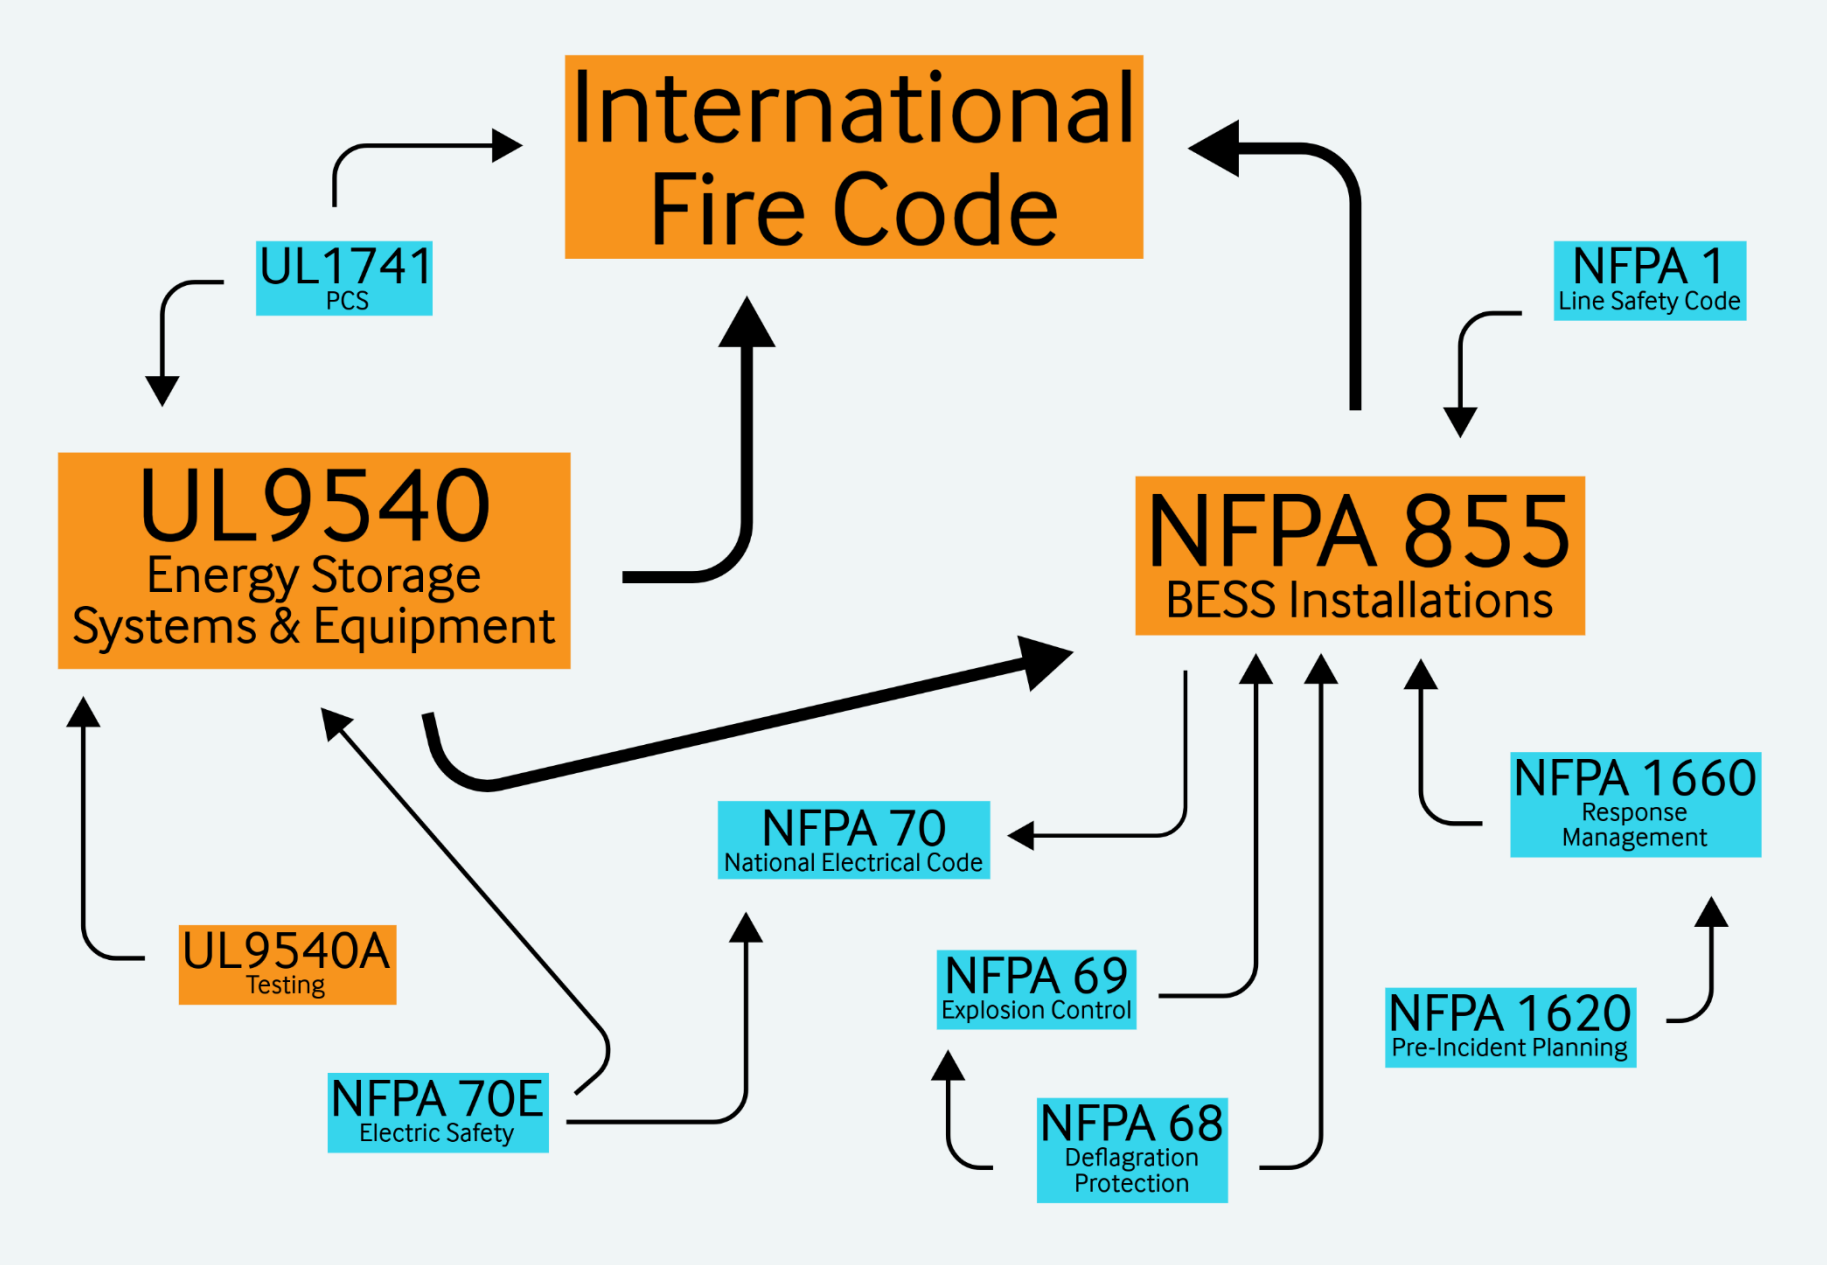 International
Fire Code
UL1741
PCS
NFPA 1
Line Safety Code
UL9540
Energy Storage
Systems & Equipment
NFPA 855
BESS Installations
NFPA 70
National Electrical Code
NFPA 1660
Response
Management
UL9540A
Testing
NFPA 69
Explosion Control
NFPA 1620
Pre-Incident Planning
NFPA 70E
Electric Safety
NFPA 68
Deflagration
Protection